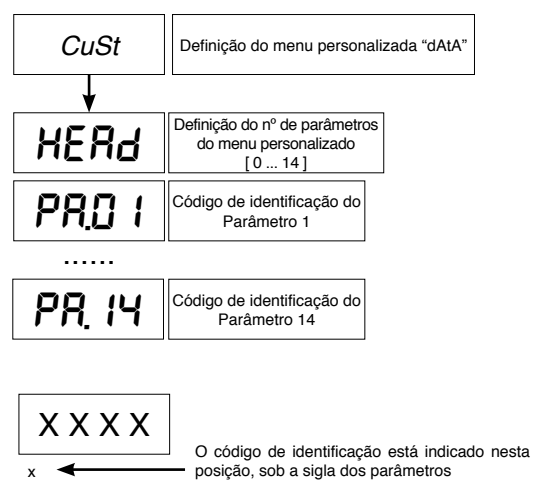 CuSt
Definição do menu personalizada “dAtA”
HEAd
Definição do nº de parâmetros
do menu personalizado
[ 0 ... 14 ]
PA.01
Código de identificação do
Parâmetro 1
......
PA. 14
Código de identificação do
Parâmetro 14
X X X X
x
O código de identificação está indicado nesta
posição, sob a sigla dos parâmetros